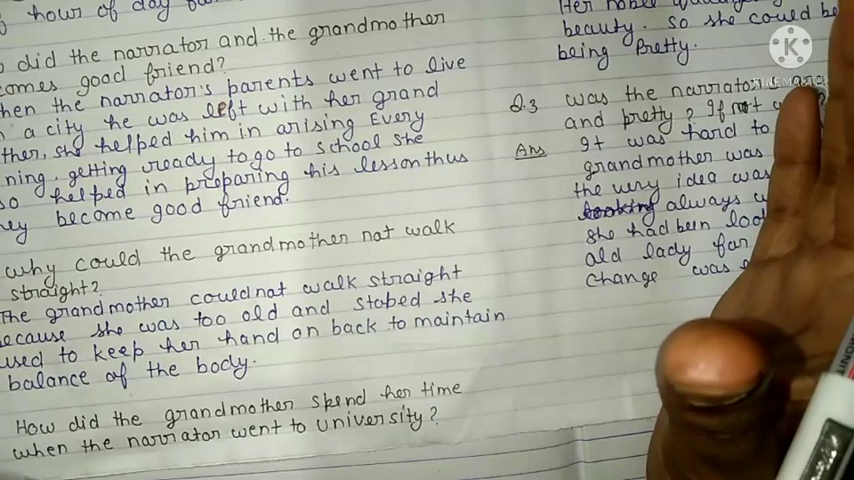 hour of day
did the narrator and the grandmother
comes good friend?
hen the narrator's parents went to live
a city he was left with her grand
ther, she helped him in arising Every
ning, getting ready to go to school she
so helped in preparing his lesson thus
hey become good friend.
why could the grandmother nat walk
straight?
The grandmother could nat walk straight
ecause she was too old and stobed she
used to keep her hand on back to maintain
balance of the body.
How did the grandmother spend her time
when the narrator went to university?
Her noble
beauty. so she could be
being Pretty.
Q.3 was the narrator
and pretty? If not
Ans It was hard to
grandmother was
the very idea was
always
she had been
old lady far
change was
K
KINEMASTER